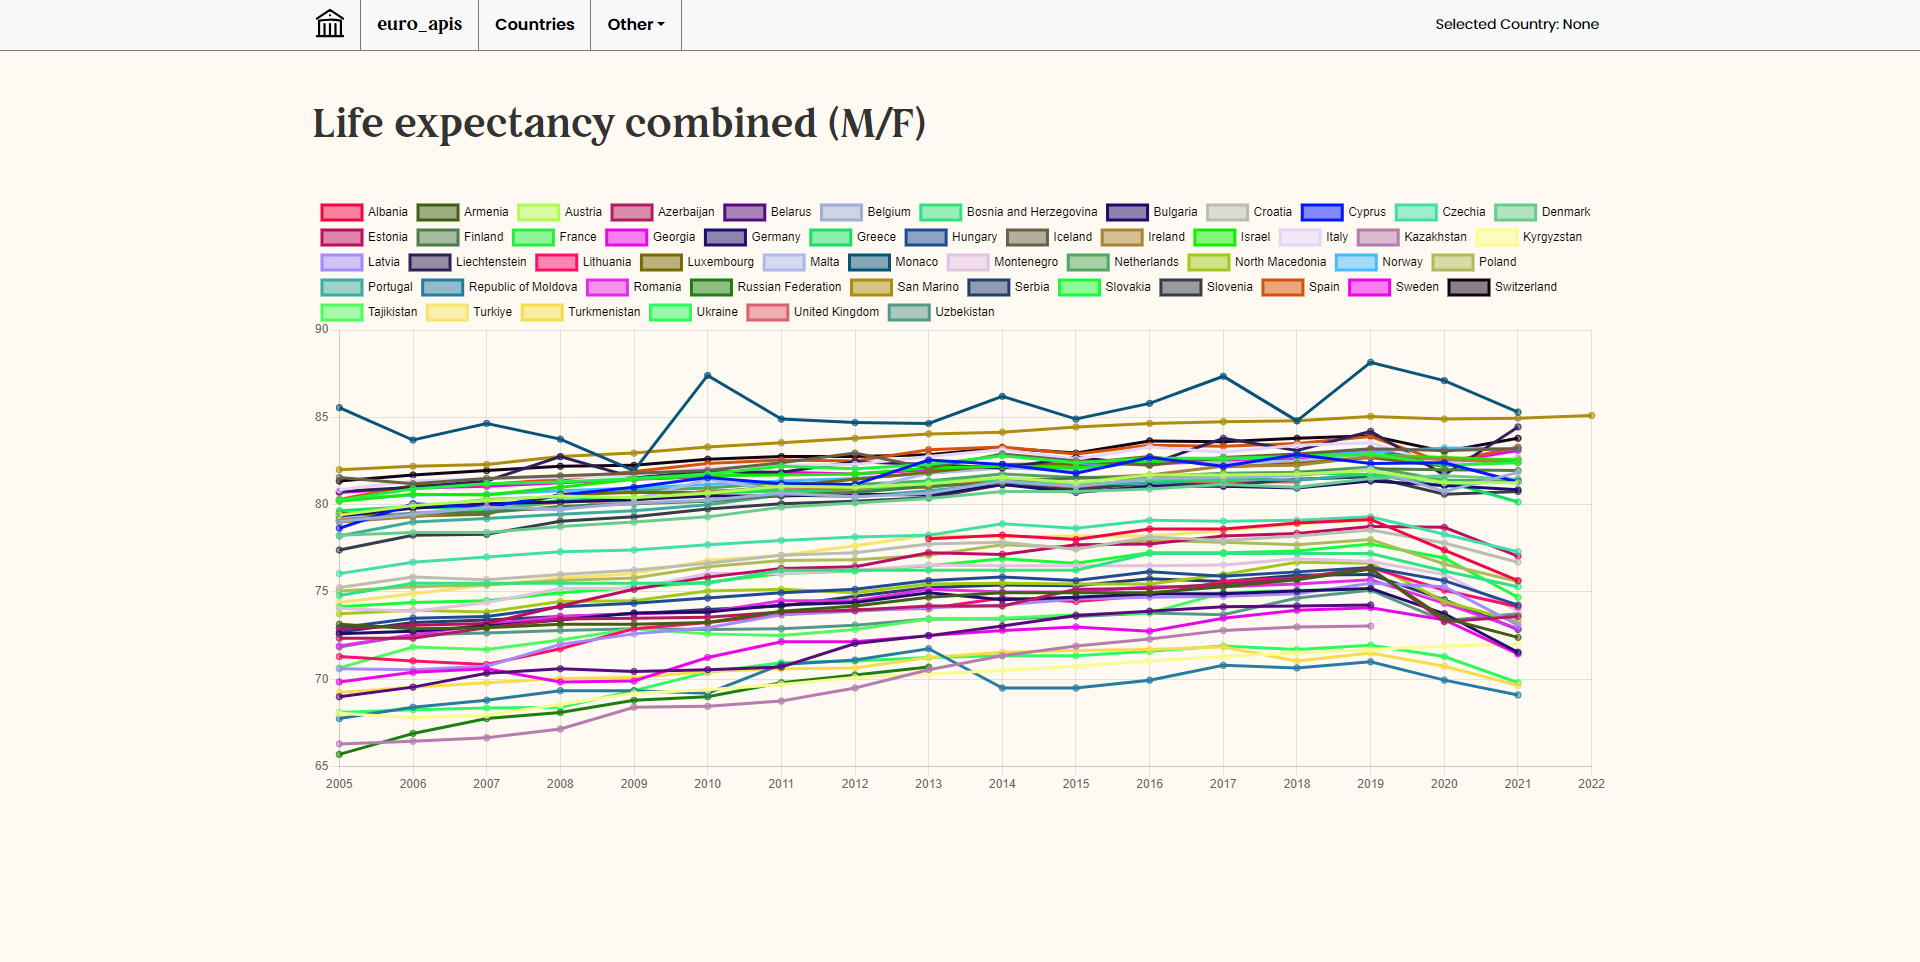 euro_apis Countries Other Selected Country: None
Life expectancy combined (M/F)
Albania Armenia Austria Azerbaijan Belarus Belgium Bosnia and Herzegovina Bulgaria Croatia Cyprus Czechia Denmark
Estonia Finland France Georgia Germany Greece Hungary Iceland Ireland Israel Italy Kazakhstan Kyrgyzstan
Latvia Liechtenstein Lithuania Luxembourg Malta Monaco Montenegro Netherlands North Macedonia Norway Poland
Portugal Republic of Moldova Romania Russian Federation San Marino Serbia Slovakia Slovenia Spain Sweden Switzerland
Tajikistan Turkiye Turkmenistan Ukraine United Kingdom Uzbekistan
90
85
80
75
70
65
2005 2006 2007 2008 2009 2010 2011 2012 2013 2014 2015 2016 2017 2018 2019 2020 2021 2022